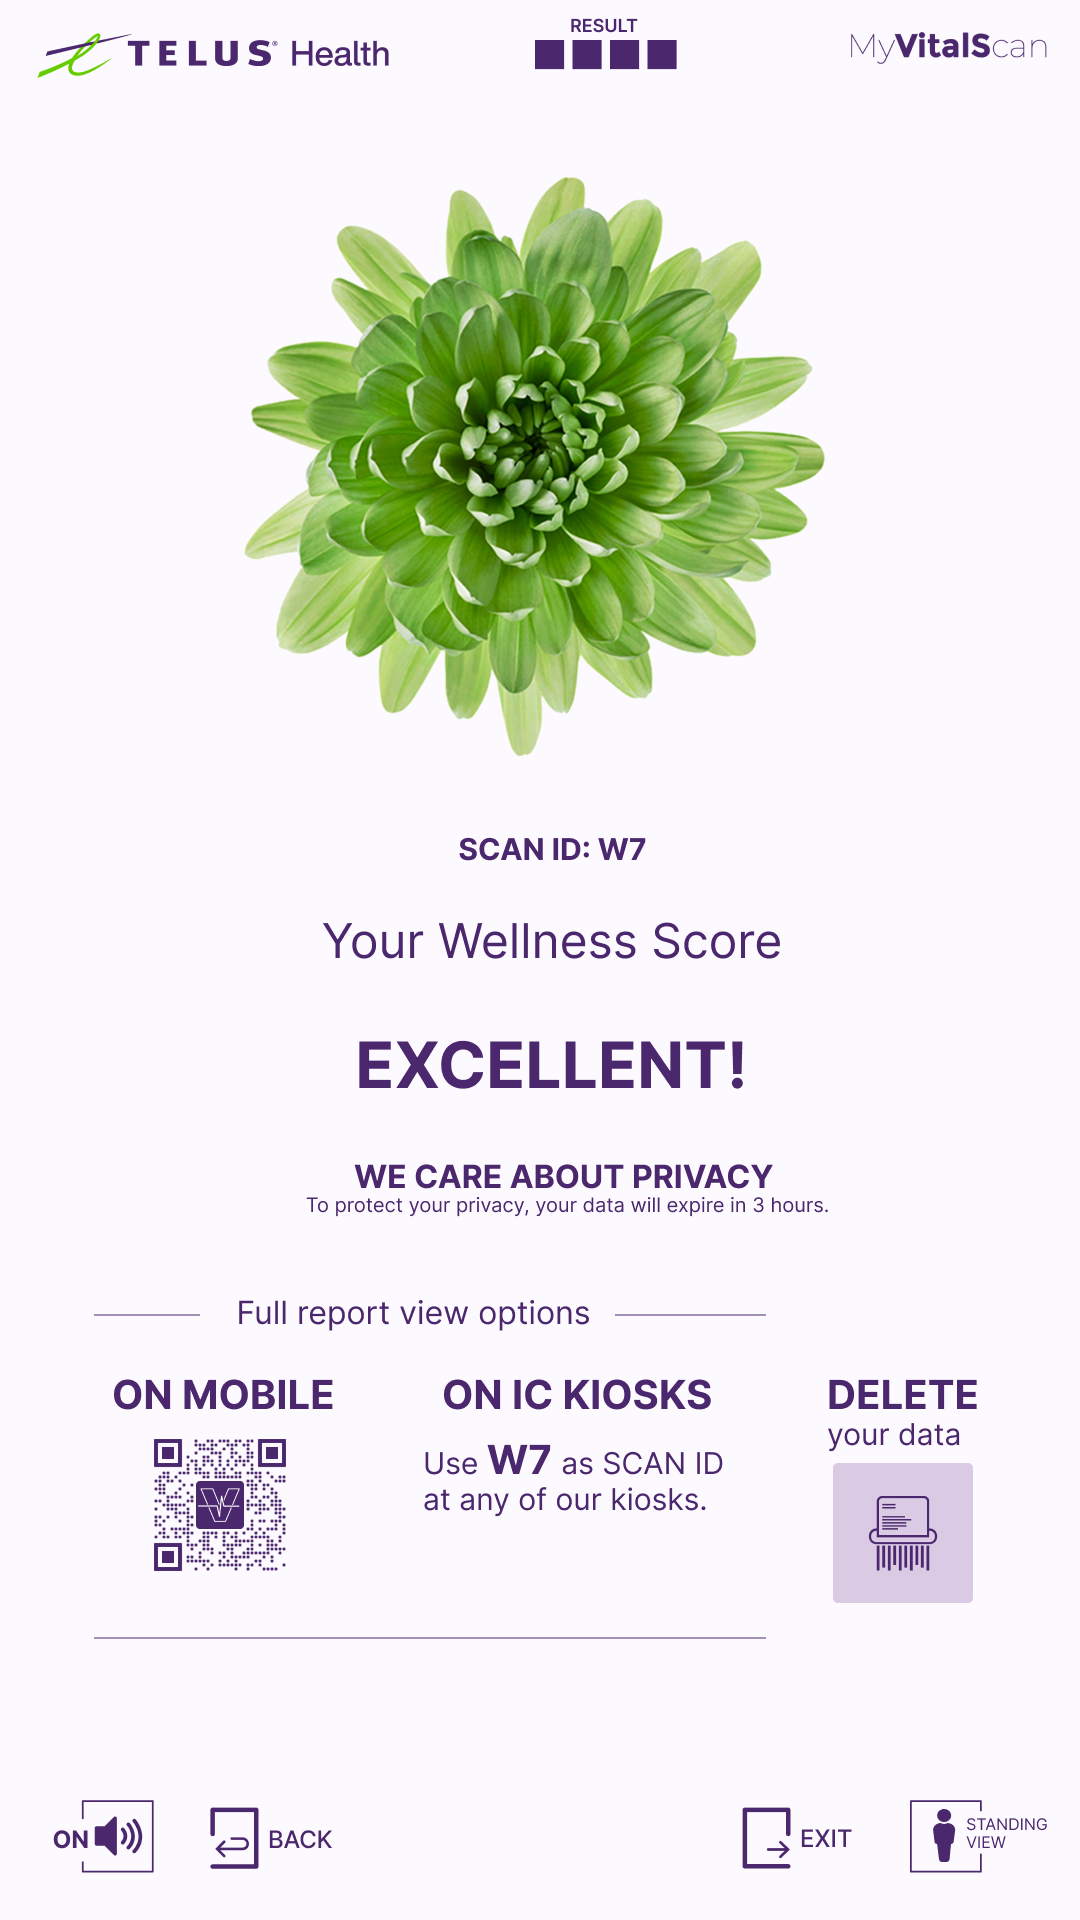 TELUS® Health
RESULT
MyVitalScan
SCAN ID: W7
Your Wellness Score
EXCELLENT!
WE CARE ABOUT PRIVACY
To protect your privacy, your data will expire in 3 hours.
Full report view options
ON MOBILE
ON IC KIOSKS
Use W7 as SCAN ID
at any of our kiosks.
DELETE
your data
ON
BACK
EXIT
STANDING
VIEW